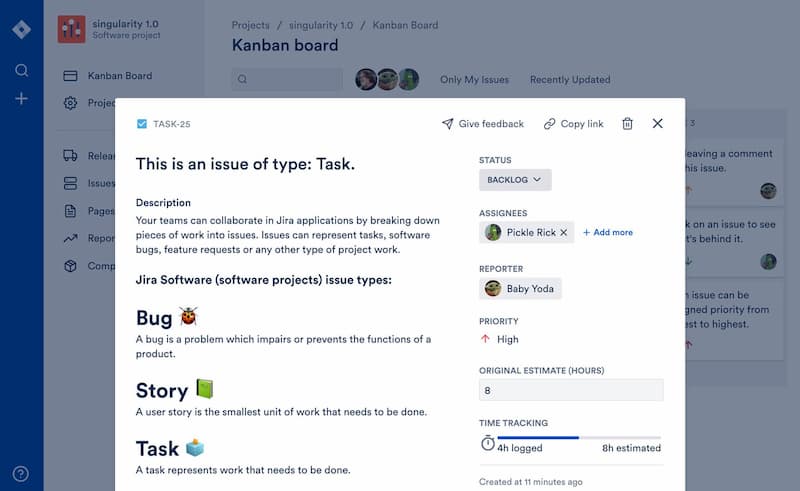 singularity 1.0
Software project
Kanban Board
Projects / singularity 1.0 / Kanban Board
Kanban board
Only My Issues
Recently Updated
Issues
Pages
3
leaving a comment
his issue.
k on an issue to see
t's behind it.
n issue can be
gned priority from
est to highest.
TASK-25
Give feedback
Copy link
This is an issue of type: Task.
Description
Your teams can collaborate in Jira applications by breaking down
pieces of work into issues. Issues can represent tasks, software
bugs, feature requests or any other type of project work.
Jira Software (software projects) issue types:
Bug 🐞
A bug is a problem which impairs or prevents the functions of a
product.
Story 📗
A user story is the smallest unit of work that needs to be done.
Task 🗳
A task represents work that needs to be done.
STATUS
BACKLOG
ASSIGNEES
Pickle Rick
+ Add more
REPORTER
Baby Yoda
PRIORITY
High
ORIGINAL ESTIMATE (HOURS)
8
TIME TRACKING
4h logged
8h estimated
Created at 11 minutes ago